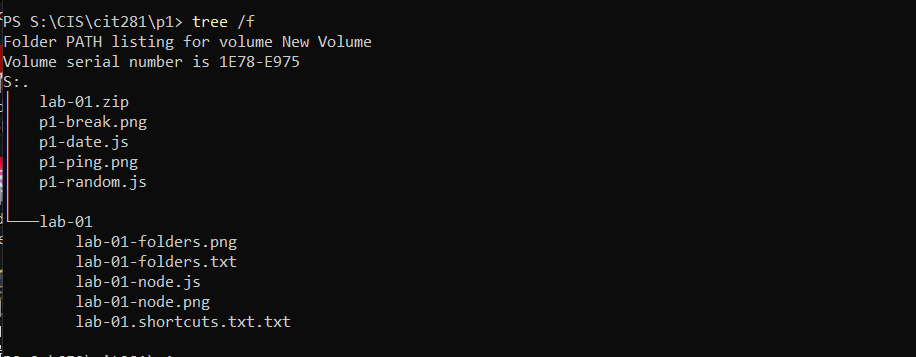 PS S:\CIS\cit281\p1> tree /f
Folder PATH listing for volume New Volume
Volume serial number is 1E78-E975
S:.
lab-01.zip
p1-break.png
p1-date.js
p1-ping.png
p1-random.js
lab-01
lab-01-folders.png
lab-01-folders.txt
lab-01-node.js
lab-01-node.png
lab-01.shortcuts.txt.txt